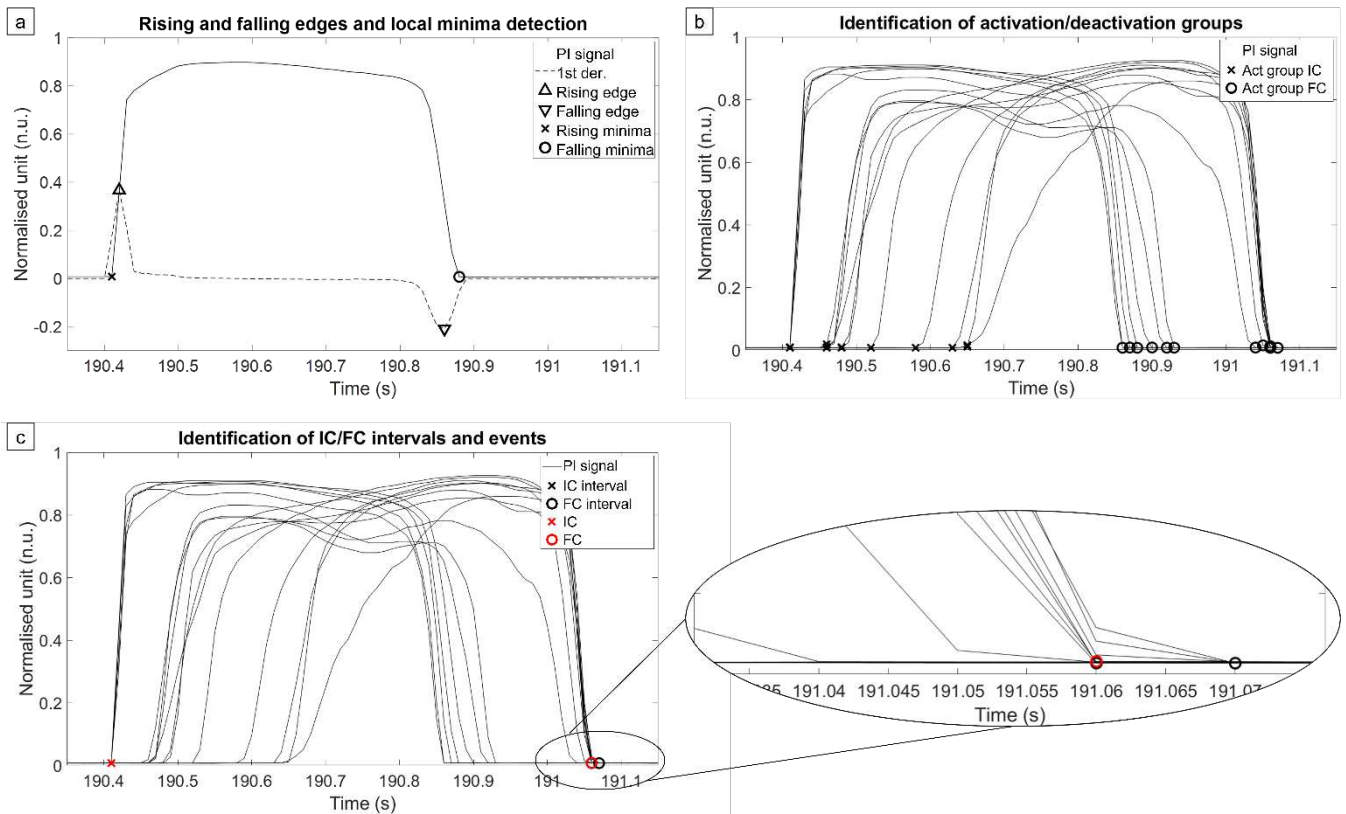 a
Rising and falling edges and local minima detection
PI signal
1st der.
Rising edge
Falling edge
Rising minima
Falling minima
Normalised unit (n.u.)
0.8
0.6
0.4
0.2
0
-0.2
190.4 190.5 190.6 190.7 190.8 190.9 191 191.1
Time (s)
b
Identification of activation/deactivation groups
PI signal
Act group IC
Act group FC
Normalised unit (n.u.)
1
0.8
0.6
0.4
0.2
0
190.4 190.5 190.6 190.7 190.8 190.9 191 191.1
Time (s)
c
Identification of IC/FC intervals and events
PI signal
IC interval
FC interval
IC
FC
Normalised unit (n.u.)
1
0.8
0.6
0.4
0.2
0
190.4 190.5 190.6 190.7 190.8 190.9 191 191.1
Time (s)
191.04 191.045 191.05 191.055 191.06 191.065 191.07
Time (s)